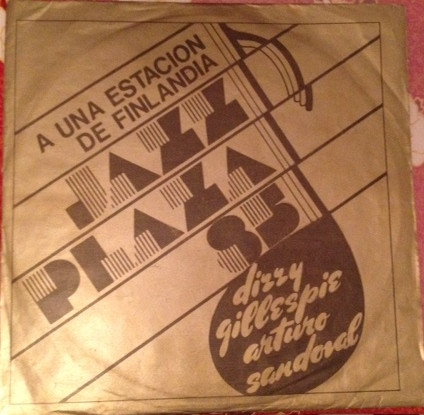 A UNA ESTACION
DE FINLANDIA
JAZZ
PLAZA
85
dizzy
gillespie
arturo
sandoval